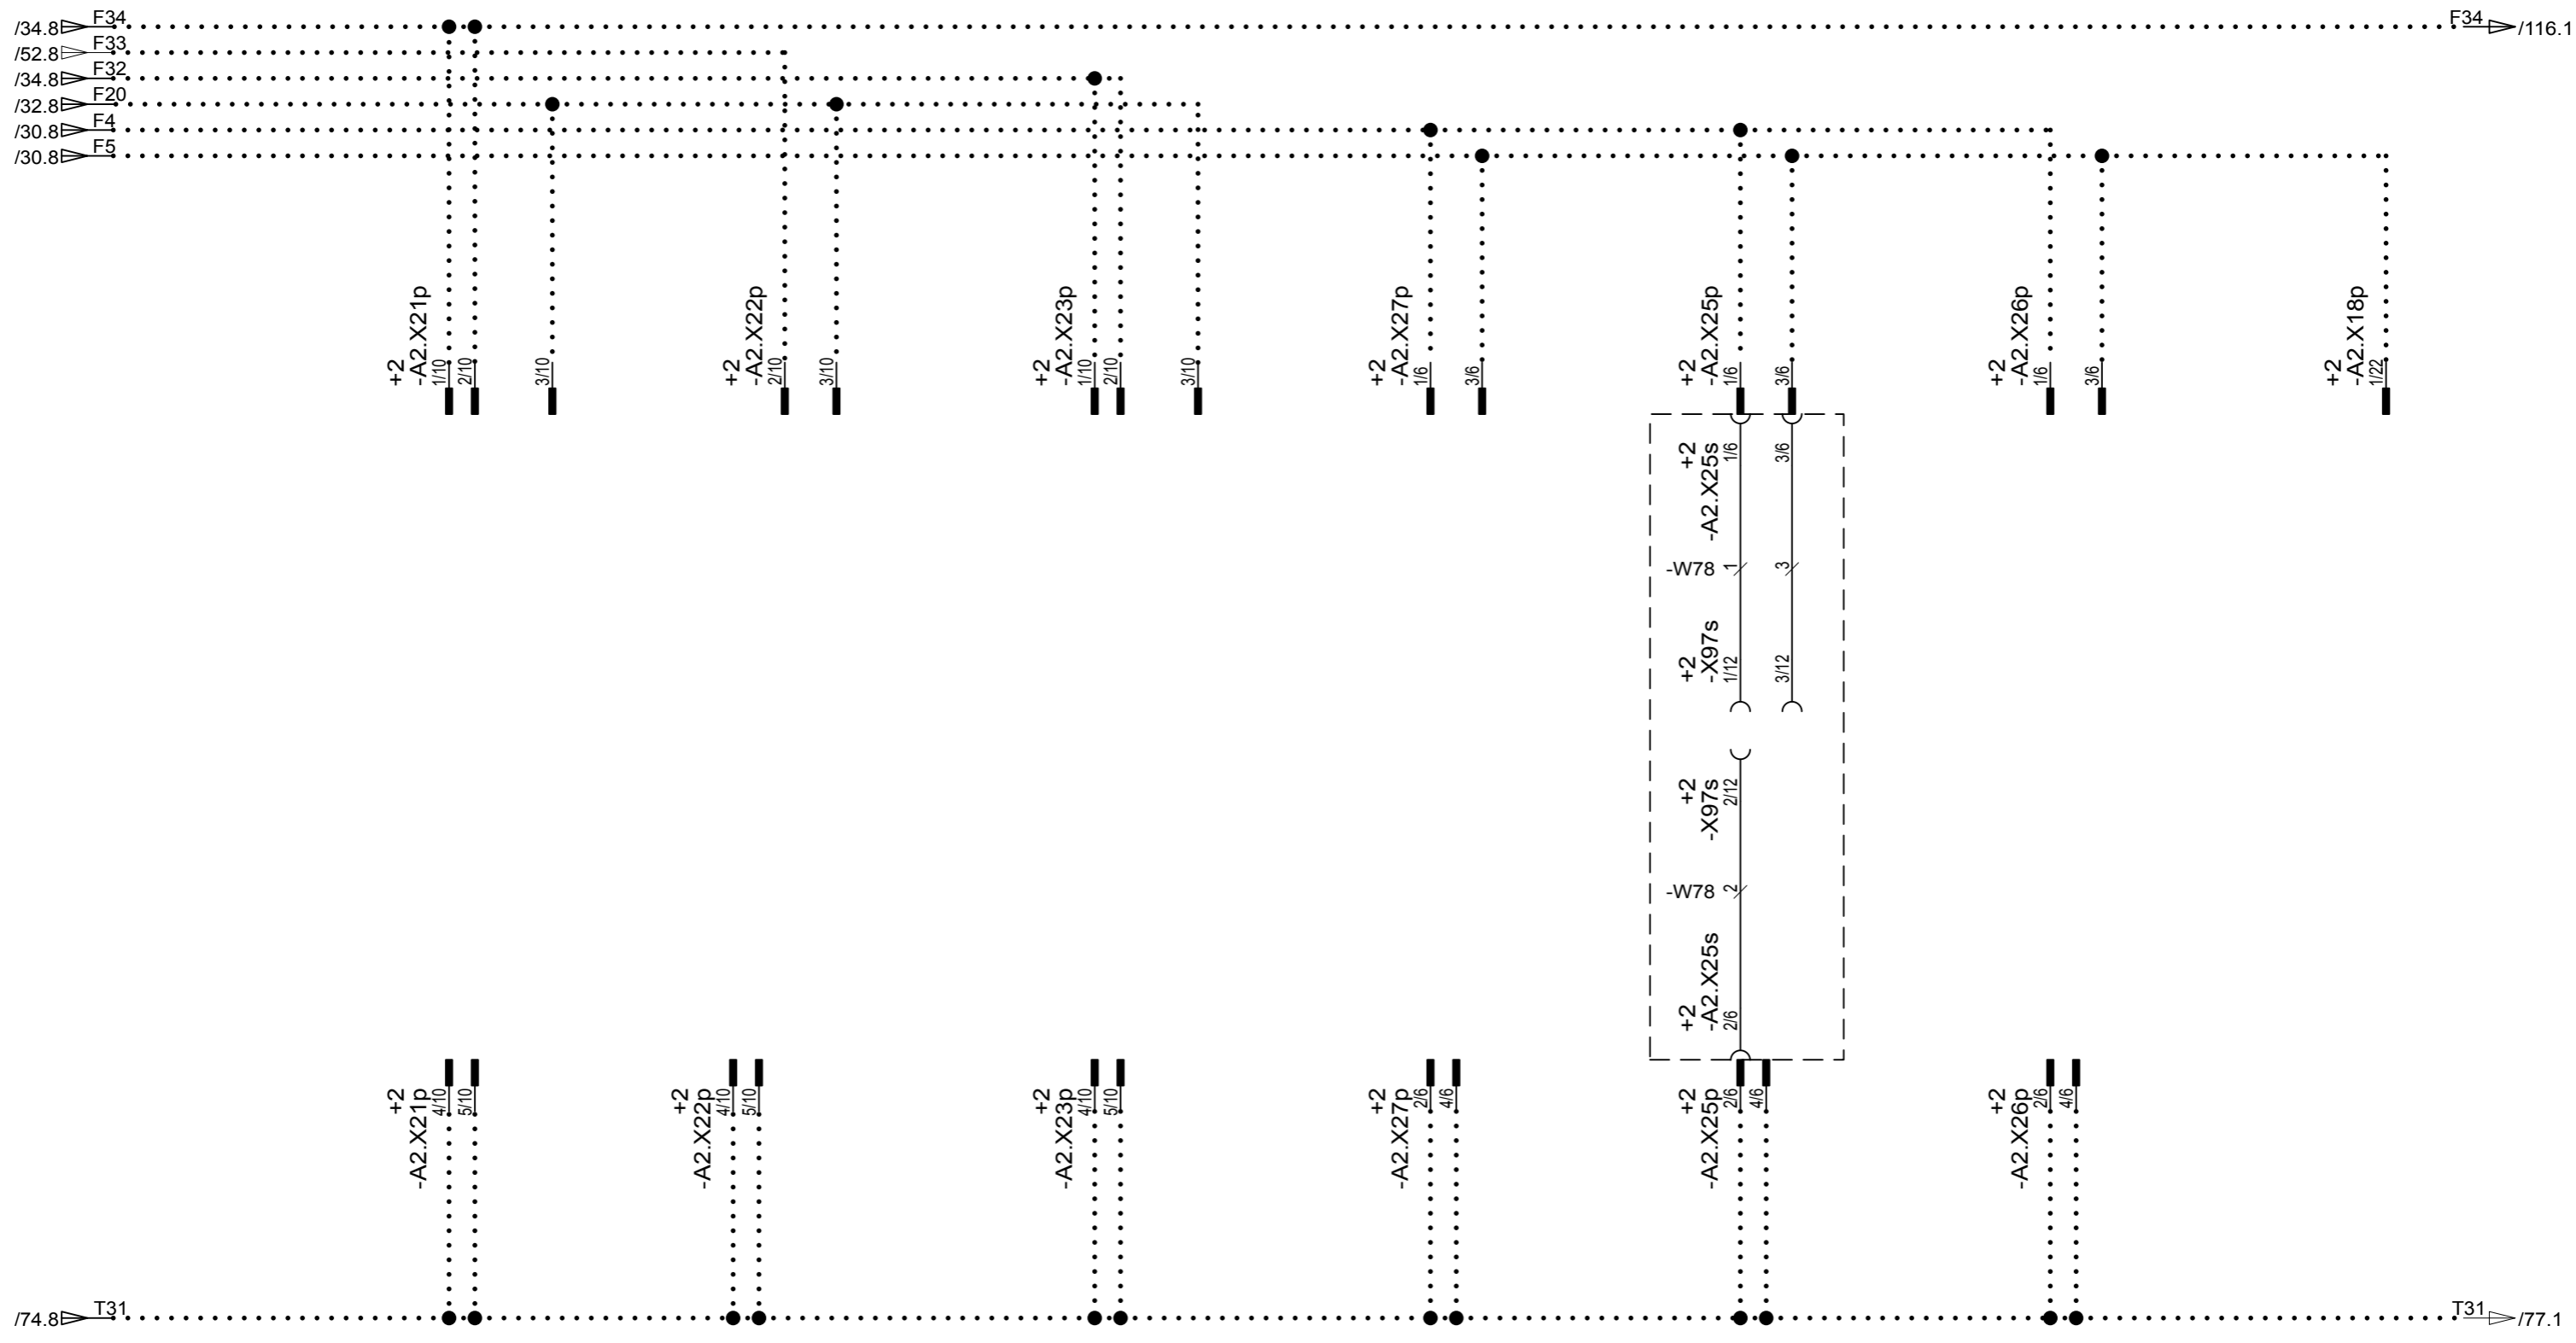 /34.8 F34 F34 /116.1
/52.8 F33
/34.8 F32
/32.8 F20
/30.8 F4
/30.8 F5
+2 -A2.X21p 1/10 2/10 3/10
+2 -A2.X22p 2/10 3/10
+2 -A2.X23p 1/10 2/10 3/10
+2 -A2.X27p 1/6 3/6
+2 -A2.X25p 1/6 3/6
+2 -A2.X26p 1/6 3/6
+2 -A2.X18p 1/22
+2 -A2.X25s 1/6 3/6
-W78 1 3
+2 -X97s 1/12 3/12
+2 -X97s 2/12
-W78 2
+2 -A2.X25s 2/6
+2 -A2.X21p 4/10 5/10
+2 -A2.X22p 4/10 5/10
+2 -A2.X23p 4/10 5/10
+2 -A2.X27p 2/6 4/6
+2 -A2.X25p 2/6 4/6
+2 -A2.X26p 2/6 4/6
/74.8 T31 T31 /77.1